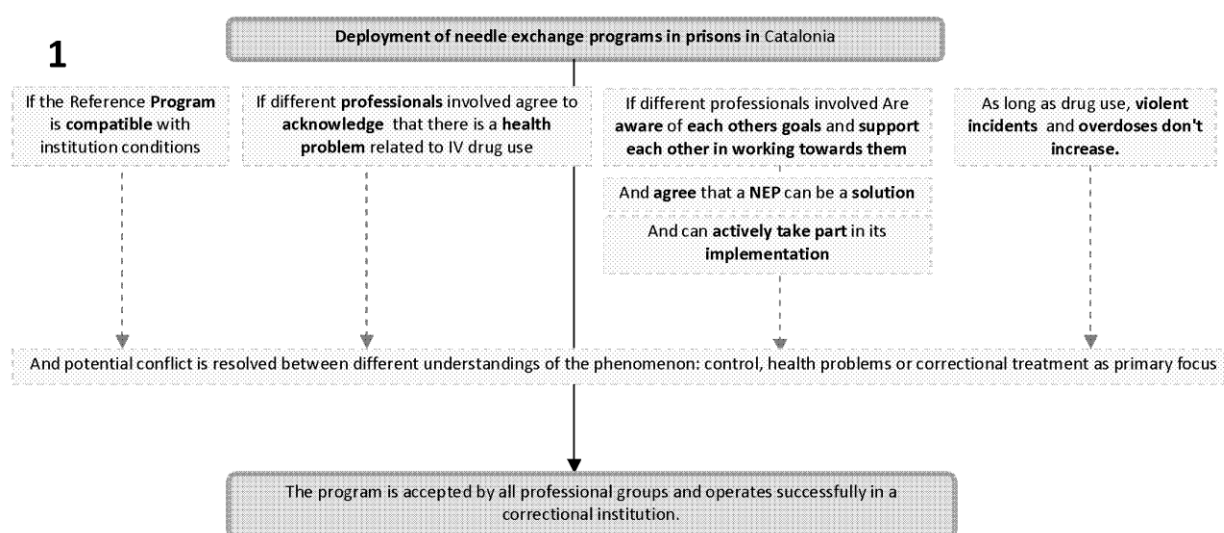 Deployment of needle exchange programs in prisons in Catalonia
1
If the Reference Program
is compatible with
institution conditions
If different professionals involved agree to
acknowledge that there is a health
problem related to IV drug use
If different professionals involved Are
aware of each others goals and support
each other in working towards them
And agree that a NEP can be a solution
And can actively take part in its
implementation
As long as drug use, violent
incidents and overdoses don't
increase.
And potential conflict is resolved between different understandings of the phenomenon: control, health problems or correctional treatment as primary focus
The program is accepted by all professional groups and operates successfully in a
correctional institution.